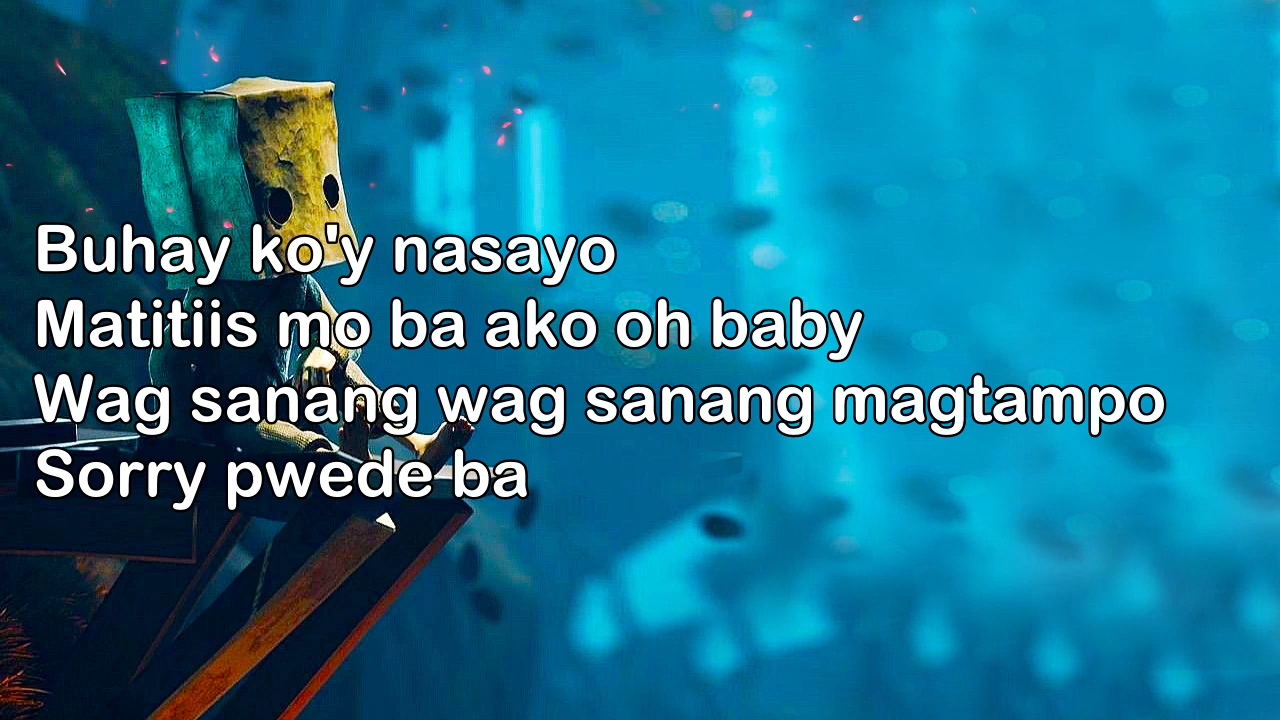 Buhay ko'y nasayo
Matitiis mo ba ako oh baby
Wag sanang wag sanang magtampo
Sorry pwede ba